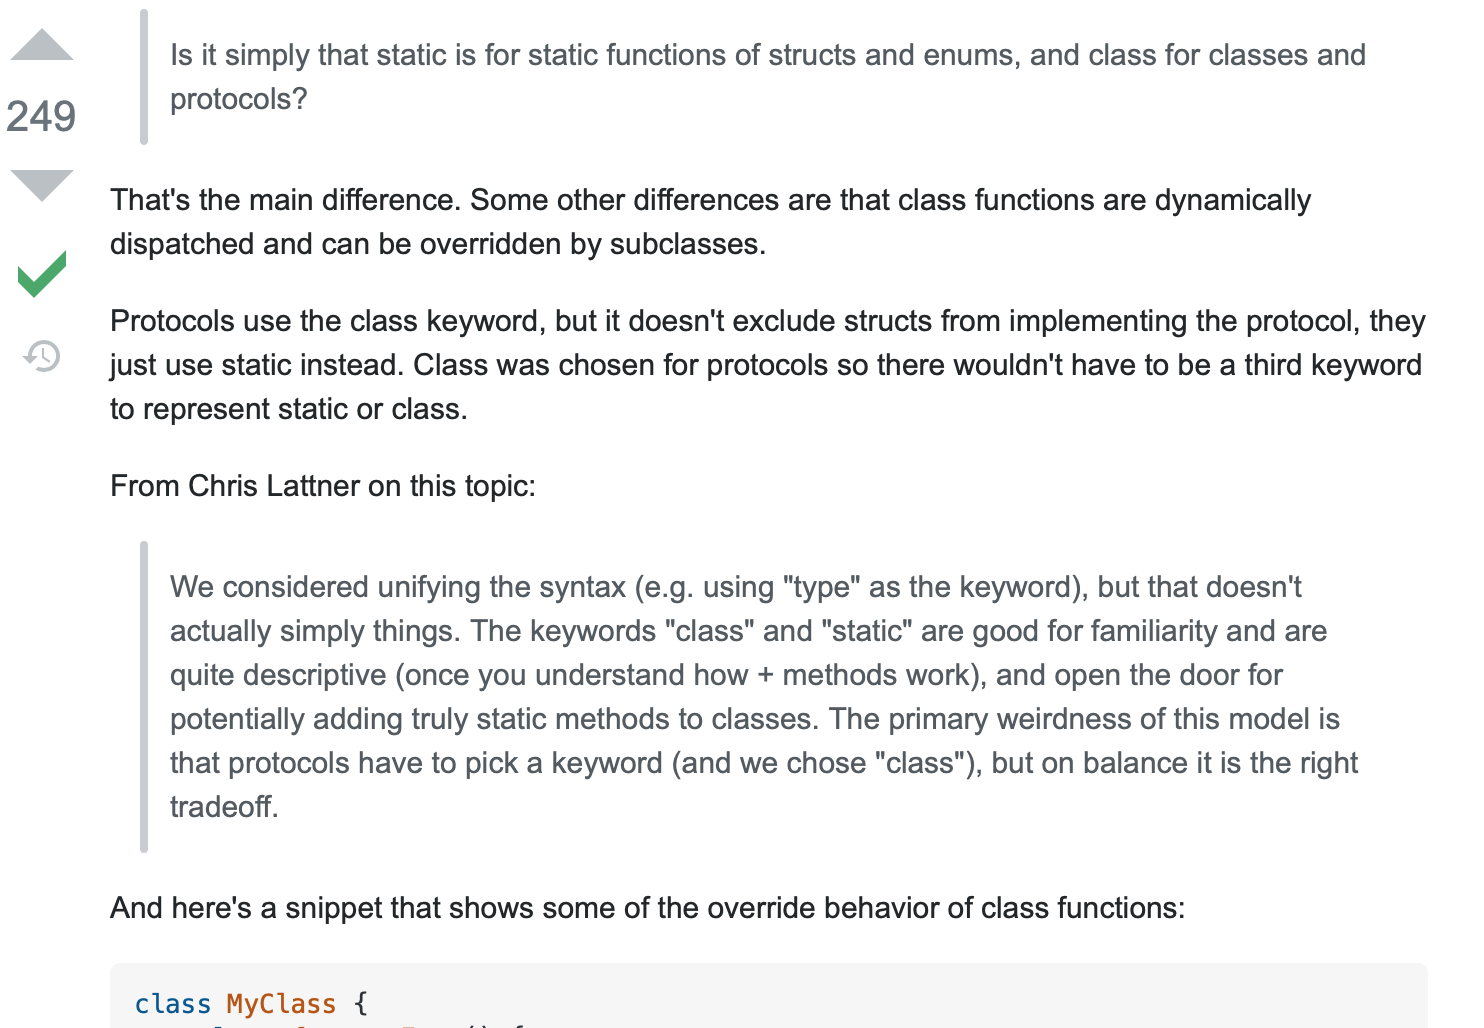 Is it simply that static is for static functions of structs and enums, and class for classes and
protocols?
249
That's the main difference. Some other differences are that class functions are dynamically
dispatched and can be overridden by subclasses.
Protocols use the class keyword, but it doesn't exclude structs from implementing the protocol, they
just use static instead. Class was chosen for protocols so there wouldn't have to be a third keyword
to represent static or class.
From Chris Lattner on this topic:
We considered unifying the syntax (e.g. using "type" as the keyword), but that doesn't
actually simply things. The keywords "class" and "static" are good for familiarity and are
quite descriptive (once you understand how + methods work), and open the door for
potentially adding truly static methods to classes. The primary weirdness of this model is
that protocols have to pick a keyword (and we chose "class"), but on balance it is the right
tradeoff.
And here's a snippet that shows some of the override behavior of class functions:
class MyClass {